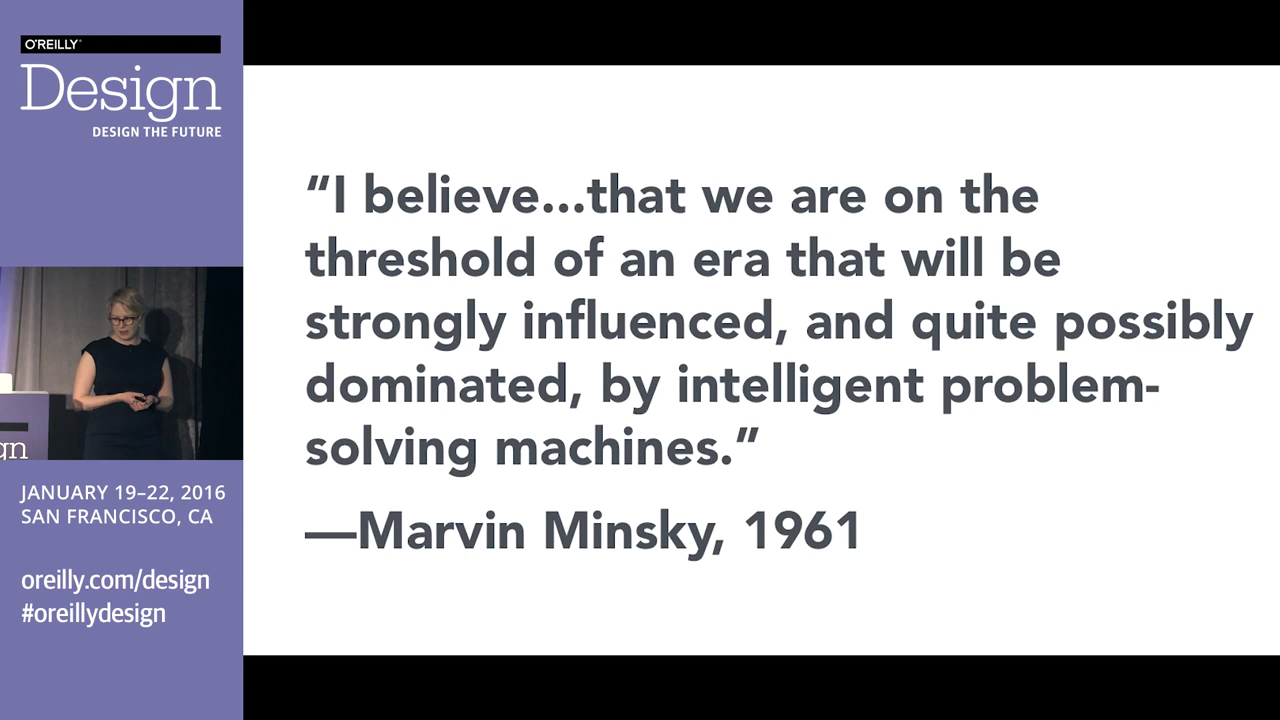 O'REILLY®
Design
DESIGN THE FUTURE
gn
JANUARY 19–22, 2016
SAN FRANCISCO, CA
oreilly.com/design
#oreillydesign
“I believe...that we are on the
threshold of an era that will be
strongly influenced, and quite possibly
dominated, by intelligent problem-
solving machines.”
—Marvin Minsky, 1961